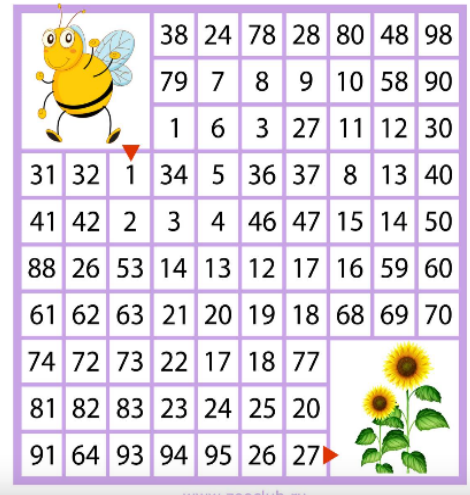 38 24 78 28 80 48 98
79 7 8 9 10 58 90
1 6 3 27 11 12 30
31 32 1 34 5 36 37 8 13 40
41 42 2 3 4 46 47 15 14 50
88 26 53 14 13 12 17 16 59 60
61 62 63 21 20 19 18 68 69 70
74 72 73 22 17 18 77
81 82 83 23 24 25 20
91 64 93 94 95 26 27